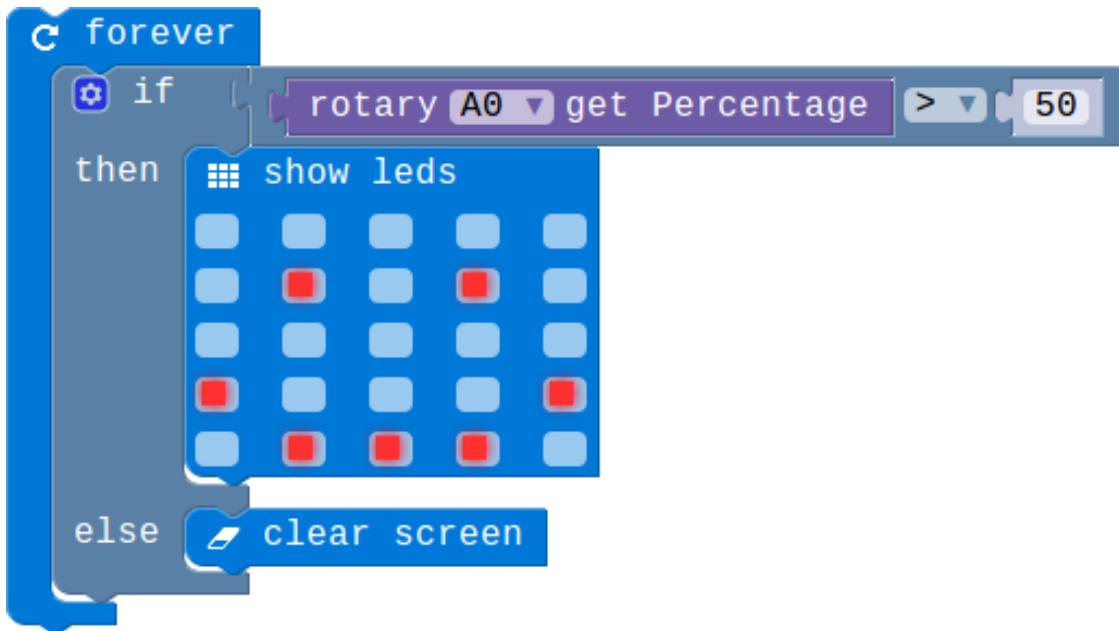 forever
if rotary A0 get Percentage > 50
then show leds
else clear screen